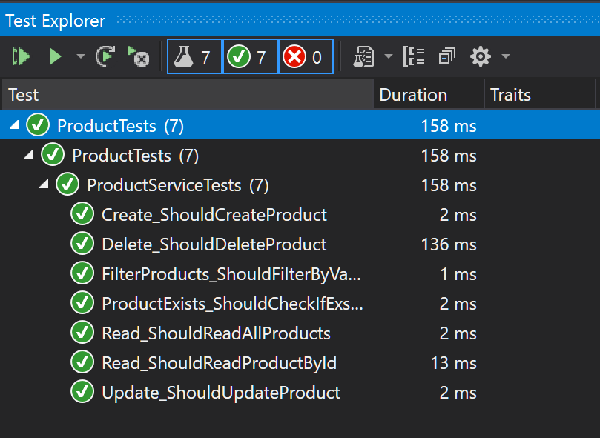 Test Explorer
7 7 0
Test Duration Traits
ProductTests (7) 158 ms
ProductTests (7) 158 ms
ProductServiceTests (7) 158 ms
Create_ShouldCreateProduct 2 ms
Delete_ShouldDeleteProduct 136 ms
FilterProducts_ShouldFilterByVa... 1 ms
ProductExists_ShouldCheckIfExs... 2 ms
Read_ShouldReadAllProducts 2 ms
Read_ShouldReadProductById 13 ms
Update_ShouldUpdateProduct 2 ms